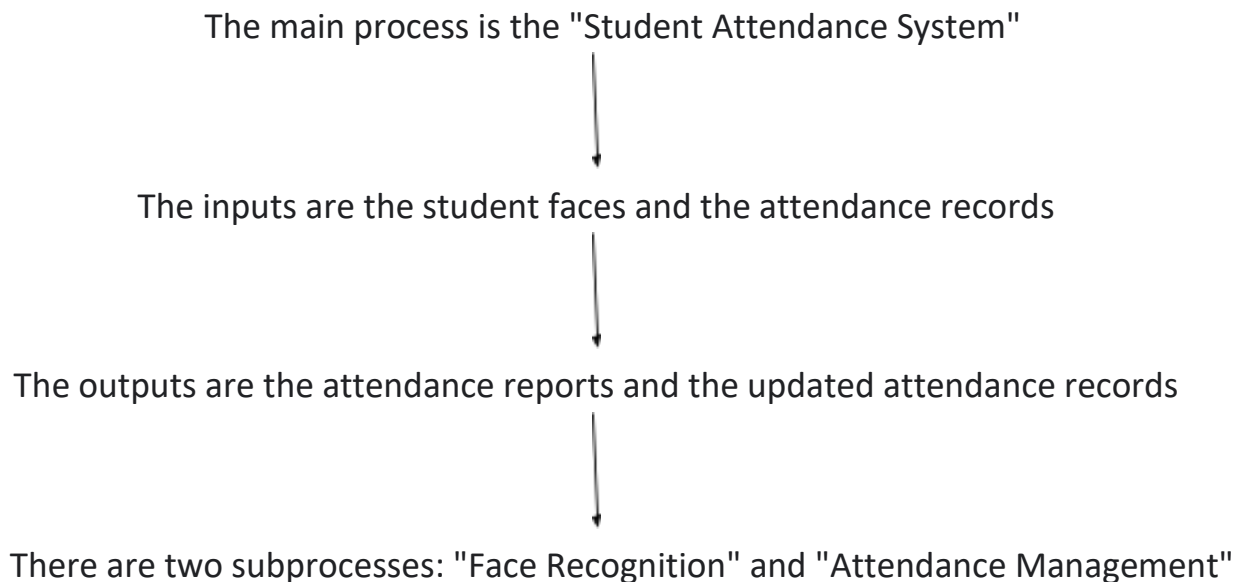 The main process is the "Student Attendance System"
The inputs are the student faces and the attendance records
The outputs are the attendance reports and the updated attendance records
There are two subprocesses: "Face Recognition" and "Attendance Management"